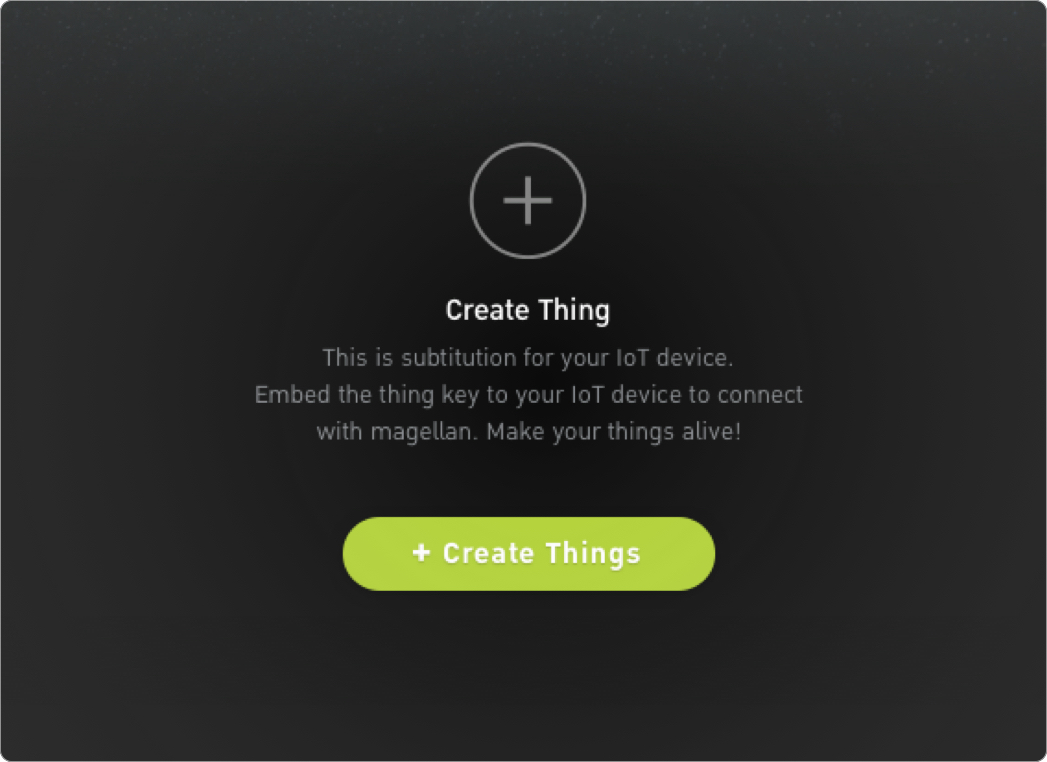 Create Thing
This is subtitution for your IoT device.
Embed the thing key to your IoT device to connect
with magellan. Make your things alive!
+ Create Things